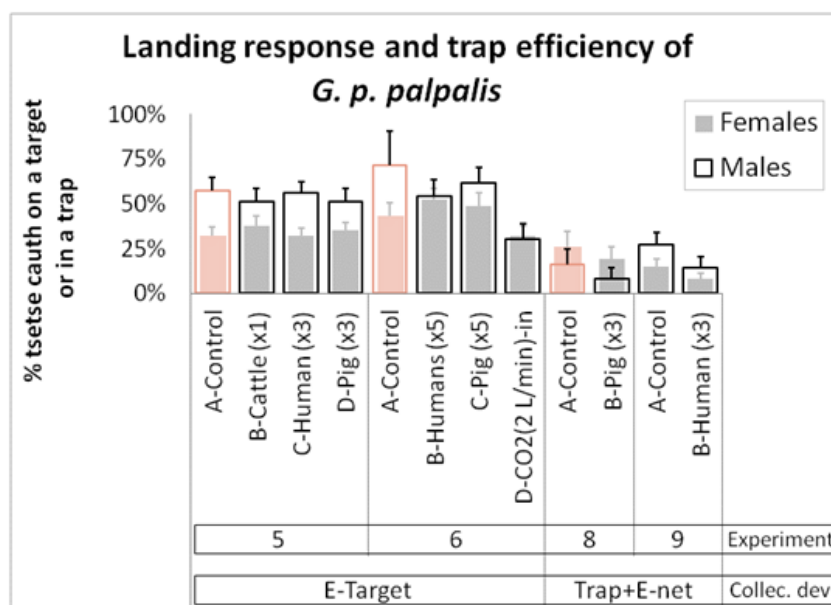 Landing response and trap efficiency of
G. p. palpalis
% tsetse cauth on a target
or in a trap
100%
75%
50%
25%
0%
Females
Males
A-Control
B-Cattle (x1)
C-Human (x3)
D-Pig (x3)
A-Control
B-Humans (x5)
C-Pig (x5)
D-CO2(2 L/min)-in
A-Control
B-Pig (x3)
A-Control
B-Human (x3)
5 6 8 9 Experiment
E-Target Trap+E-net Collec. dev